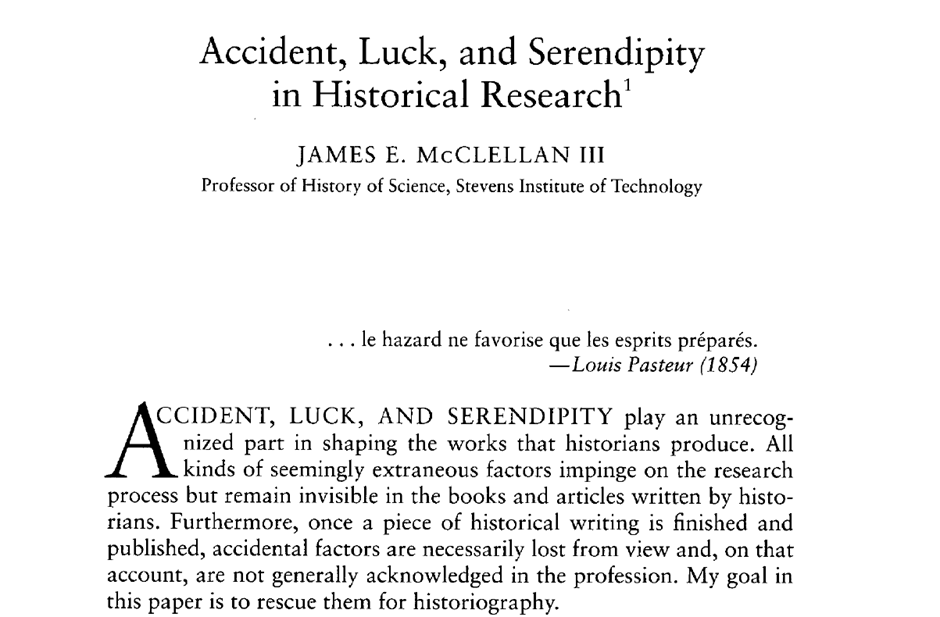 Accident, Luck, and Serendipity
in Historical Research¹
JAMES E. McCLELLAN III
Professor of History of Science, Stevens Institute of Technology
. . . le hazard ne favorise que les esprits préparés.
—Louis Pasteur (1854)
ACCIDENT, LUCK, AND SERENDIPITY play an unrecog-
nized part in shaping the works that historians produce. All
kinds of seemingly extraneous factors impinge on the research
process but remain invisible in the books and articles written by histo-
rians. Furthermore, once a piece of historical writing is finished and
published, accidental factors are necessarily lost from view and, on that
account, are not generally acknowledged in the profession. My goal in
this paper is to rescue them for historiography.